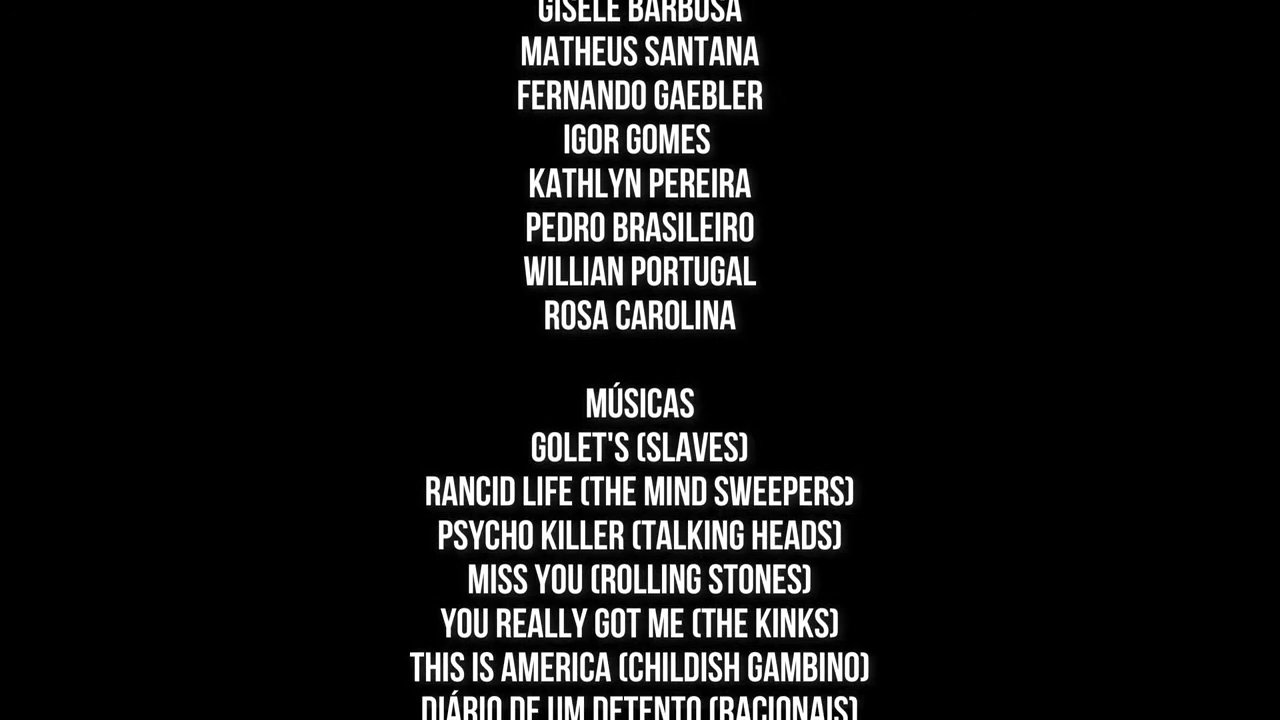 GISELE BARBOSA
MATHEUS SANTANA
FERNANDO GAEBLER
IGOR GOMES
KATHLYN PEREIRA
PEDRO BRASILEIRO
WILLIAN PORTUGAL
ROSA CAROLINA
MÚSICAS
GOLET'S (SLAVES)
RANCID LIFE (THE MIND SWEEPERS)
PSYCHO KILLER (TALKING HEADS)
MISS YOU (ROLLING STONES)
YOU REALLY GOT ME (THE KINKS)
THIS IS AMERICA (CHILDISH GAMBINO)
DIÁRIO DE UM DETENTO (RACIONAIS)